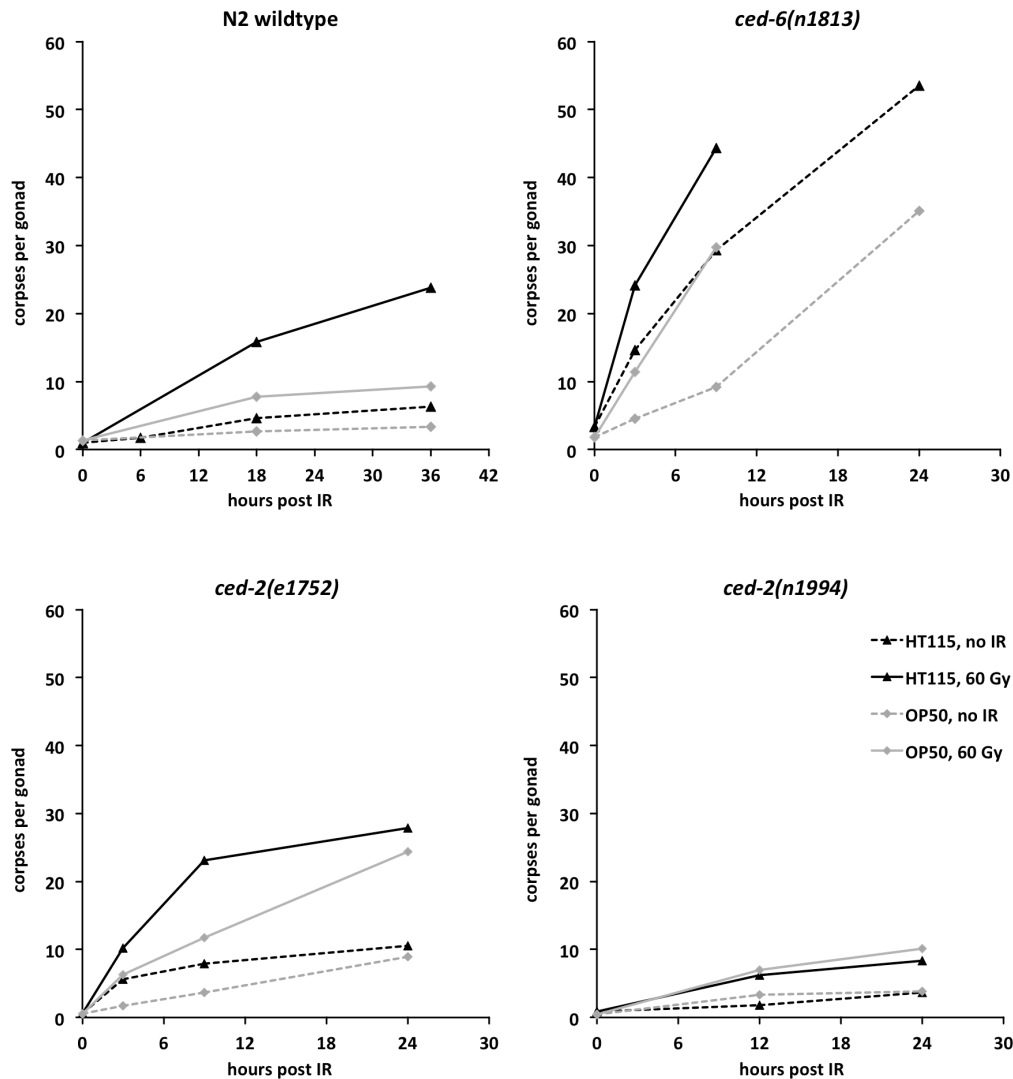 N2 wildtype
60
50
40
30
20
10
0
corpses per gonad
0 6 12 18 24 30 36 42
hours post IR
ced-6(n1813)
60
50
40
30
20
10
0
corpses per gonad
0 6 12 18 24 30
hours post IR
ced-2(e1752)
60
50
40
30
20
10
0
corpses per gonad
0 6 12 18 24 30
hours post IR
ced-2(n1994)
60
50
40
30
20
10
0
corpses per gonad
0 6 12 18 24 30
hours post IR
HT115, no IR
HT115, 60 Gy
OP50, no IR
OP50, 60 Gy